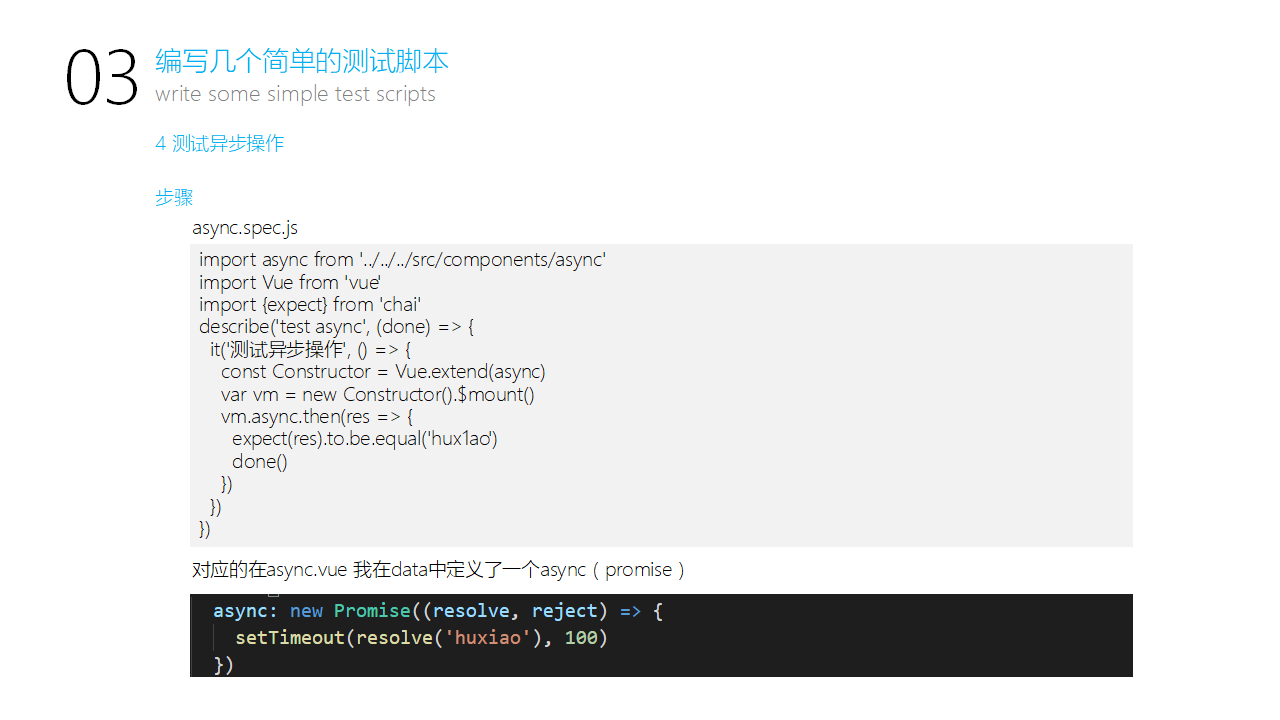 03
编写几个简单的测试脚本
write some simple test scripts
4 测试异步操作
步骤
async.spec.js
import async from '../../../src/components/async'
import Vue from 'vue'
import {expect} from 'chai'
describe('test async', (done) => {
  it('测试异步操作', () => {
    const Constructor = Vue.extend(async)
    var vm = new Constructor().$mount()
    vm.async.then(res => {
      expect(res).to.be.equal('hux1ao')
      done()
    })
  })
})
对应的在async.vue 我在data中定义了一个async（promise）
async: new Promise((resolve, reject) => {
  setTimeout(resolve('huxiao'), 100)
})